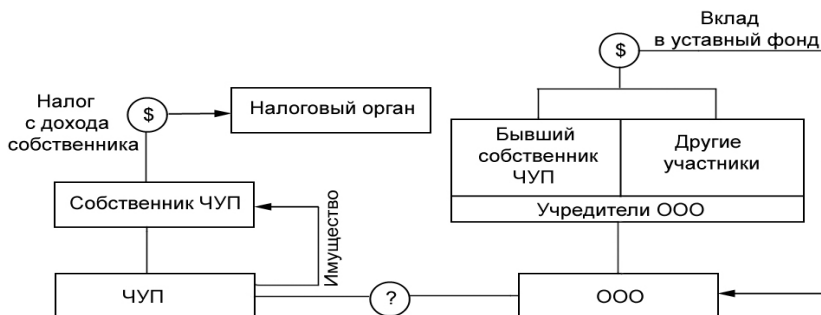 Вклад
в уставный фонд
$
Налог
с дохода
собственника
$
Налоговый орган
Бывший
собственник
ЧУП
Другие
участники
Учредители ООО
Собственник ЧУП
Имущество
ЧУП
?
ООО